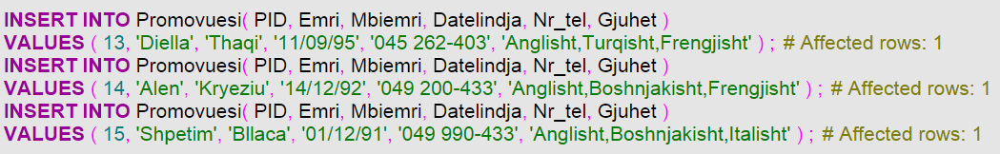 INSERT INTO Promovuesi( PID, Emri, Mbiemri, Datelindja, Nr_tel, Gjuhet )
VALUES ( 13, 'Diella', 'Thaqi', '11/09/95', '045 262-403', 'Anglisht,Turqisht,Frengjisht' ) ; # Affected rows: 1
INSERT INTO Promovuesi( PID, Emri, Mbiemri, Datelindja, Nr_tel, Gjuhet )
VALUES ( 14, 'Alen', 'Kryeziu', '14/12/92', '049 200-433', 'Anglisht,Boshnjakisht,Frengjisht' ) ; # Affected rows: 1
INSERT INTO Promovuesi( PID, Emri, Mbiemri, Datelindja, Nr_tel, Gjuhet )
VALUES ( 15, 'Shpetim', 'Bllaca', '01/12/91', '049 990-433', 'Anglisht,Boshnjakisht,Italisht' ) ; # Affected rows: 1